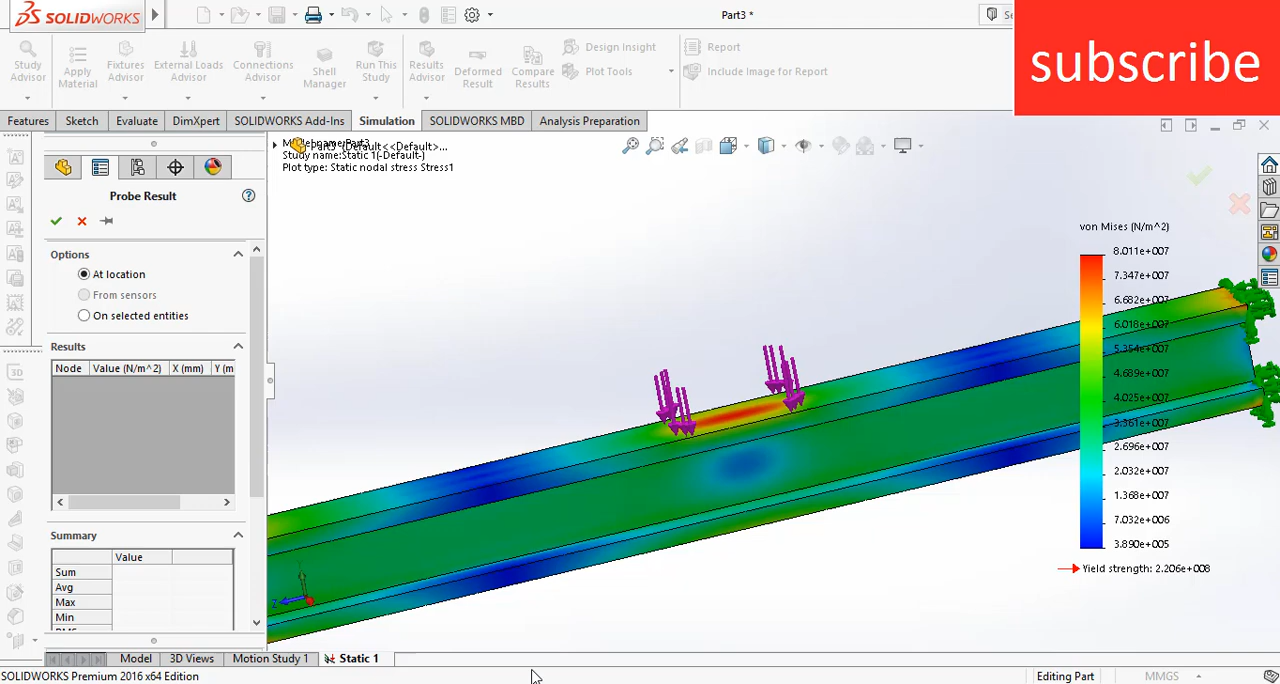 SOLIDWORKS
Part3 *
Se
subscribe
Study Advisor
Apply Material
Fixtures Advisor
External Loads Advisor
Connections Advisor
Shell Manager
Run This Study
Results Advisor
Deformed Result
Compare Results
Design Insight
Plot Tools
Report
Include Image for Report
Features
Sketch
Evaluate
DimXpert
SOLIDWORKS Add-Ins
Simulation
SOLIDWORKS MBD
Analysis Preparation
Part3 (Default<<Default>...
Study name:Static 1(-Default-)
Plot type: Static nodal stress Stress1
Probe Result
Options
At location
From sensors
On selected entities
Results
Node Value (N/m^2) X (mm) Y (m
Summary
Value
Sum
Avg
Max
Min
von Mises (N/m^2)
8.011e+007
7.347e+007
6.682e+007
6.018e+007
5.354e+007
4.689e+007
4.025e+007
3.361e+007
2.696e+007
2.032e+007
1.368e+007
7.032e+006
3.890e+005
Yield strength: 2.206e+008
3D
Z
Model
3D Views
Motion Study 1
Static 1
SOLIDWORKS Premium 2016 x64 Edition
Editing Part
MMGS